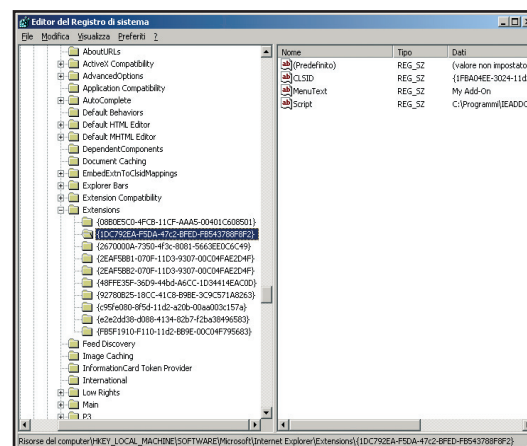 Editor del Registro di sistema
File Modifica Visualizza Preferiti ?
AboutURLs
ActiveX Compatibility
AdvancedOptions
Application Compatibility
AutoComplete
Default Behaviors
Default HTML Editor
Default MHTML Editor
DependentComponents
Document Caching
EmbedExtnToClsidMappings
Explorer Bars
Extension Compatibility
Extensions
{08B0E5C0-4FCB-11CF-AAA5-00401C608501}
{1DC792EA-F5DA-47c2-BFED-FB543788F8F2}
{2670000A-7350-4f3c-8081-5663EE0C6C49}
{2EAF5BB1-070F-11D3-9307-00C04FAE2D4F}
{2EAF5BB2-070F-11D3-9307-00C04FAE2D4F}
{48FFE35F-36D9-44bd-A6CC-1D34414EAC0D}
{92780B25-18CC-41C8-B9BE-3C9C571A8263}
{c95fe080-8f5d-11d2-a20b-00aa003c157a}
{e2e2dd38-d088-4134-82b7-f2ba38496583}
{FB5F1910-F110-11d2-BB9E-00C04F795683}
Feed Discovery
Image Caching
InformationCard Token Provider
International
Low Rights
Main
P3
Nome Tipo Dati
(Predefinito) REG_SZ (valore non impostato
CLSID REG_SZ {1FBA04EE-3024-11d
MenuText REG_SZ My Add-On
Script REG_SZ C:\Programmi\IEADDO
Risorse del computer\HKEY_LOCAL_MACHINE\SOFTWARE\Microsoft\Internet Explorer\Extensions\{1DC792EA-F5DA-47c2-BFED-FB543788F8F2}